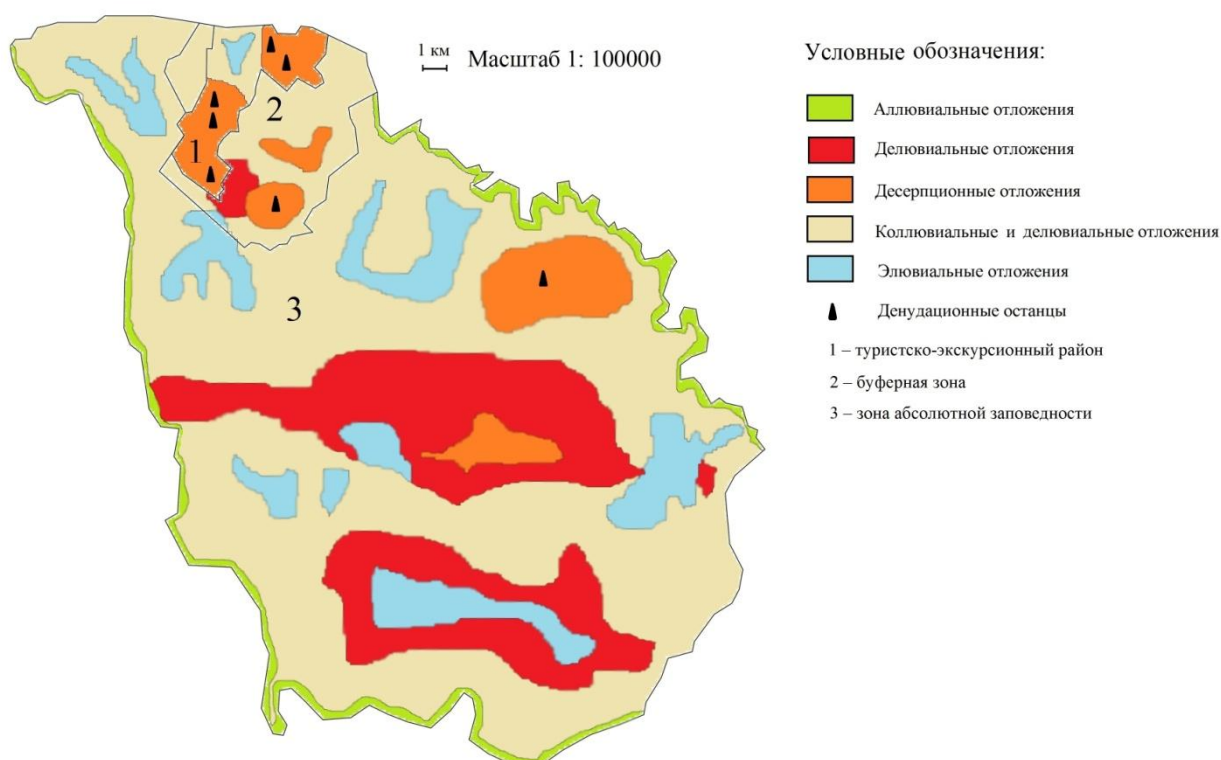 1 км
Масштаб 1: 100000
Условные обозначения:
Аллювиальные отложения
Делювиальные отложения
Десерпционные отложения
Коллювиальные и делювиальные отложения
Элювиальные отложения
Денудационные останцы
1 – туристско-экскурсионный район
2 – буферная зона
3 – зона абсолютной заповедности
2
1
3